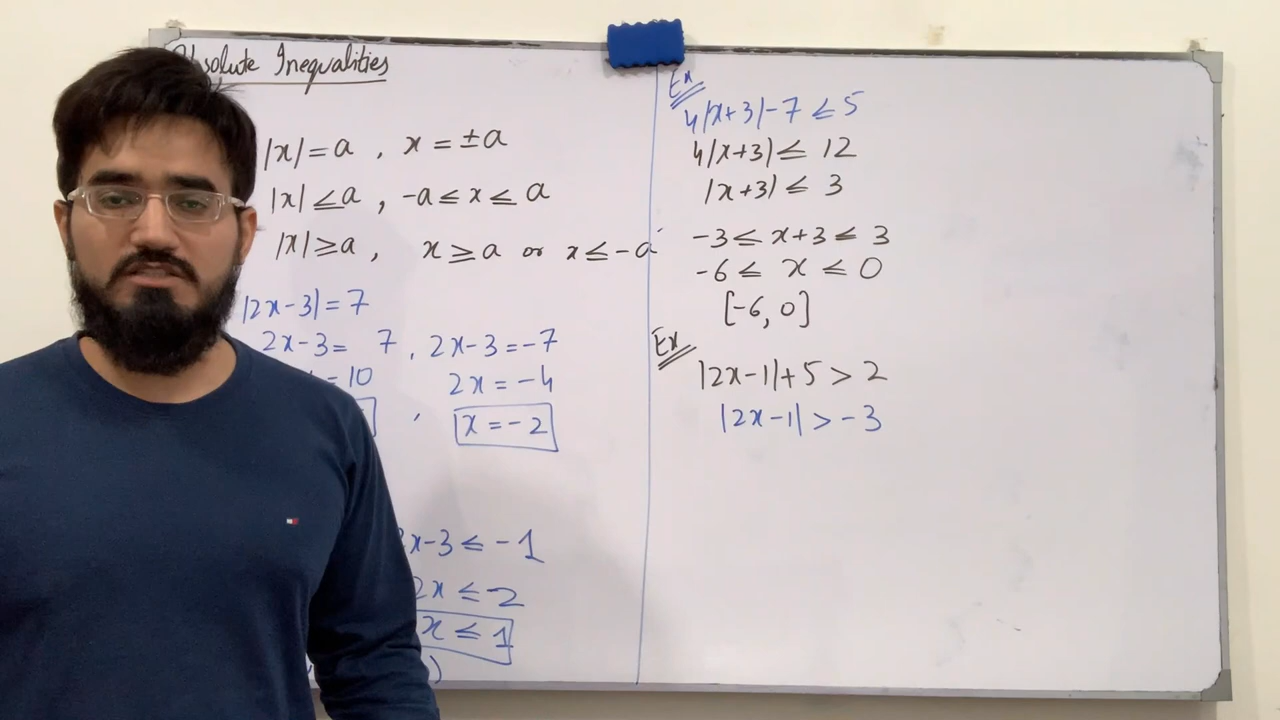 Absolute Inequalities
|x| = a , x = ±a
|x| ≤ a , -a ≤ x ≤ a
|x| ≥ a , x ≥ a or x ≤ -a
|2x-3| = 7
2x-3 = 7 , 2x-3 = -7
= 10
2x = -4
, x = -2
x-3 ≤ -1
2x ≤ 2
x ≤ 1
)
Ex
4|x+3|-7 ≤ 5
4|x+3| ≤ 12
|x+3| ≤ 3
-3 ≤ x+3 ≤ 3
-6 ≤ x ≤ 0
[-6, 0]
Ex
|2x-1|+5 > 2
|2x-1| > -3